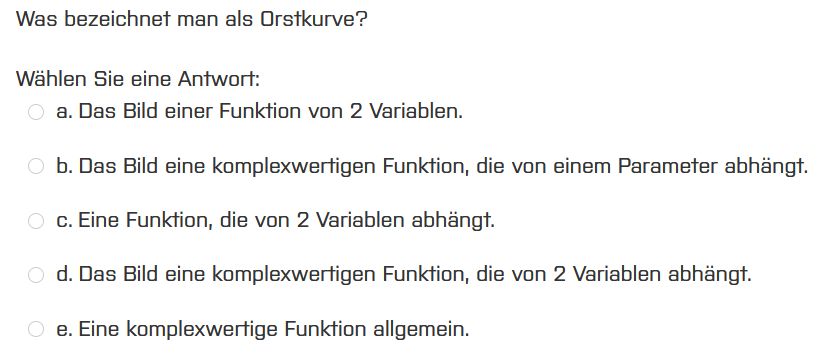 Was bezeichnet man als Orstkurve?
Wählen Sie eine Antwort:
a. Das Bild einer Funktion von 2 Variablen.
b. Das Bild eine komplexwertigen Funktion, die von einem Parameter abhängt.
c. Eine Funktion, die von 2 Variablen abhängt.
d. Das Bild eine komplexwertigen Funktion, die von 2 Variablen abhängt.
e. Eine komplexwertige Funktion allgemein.